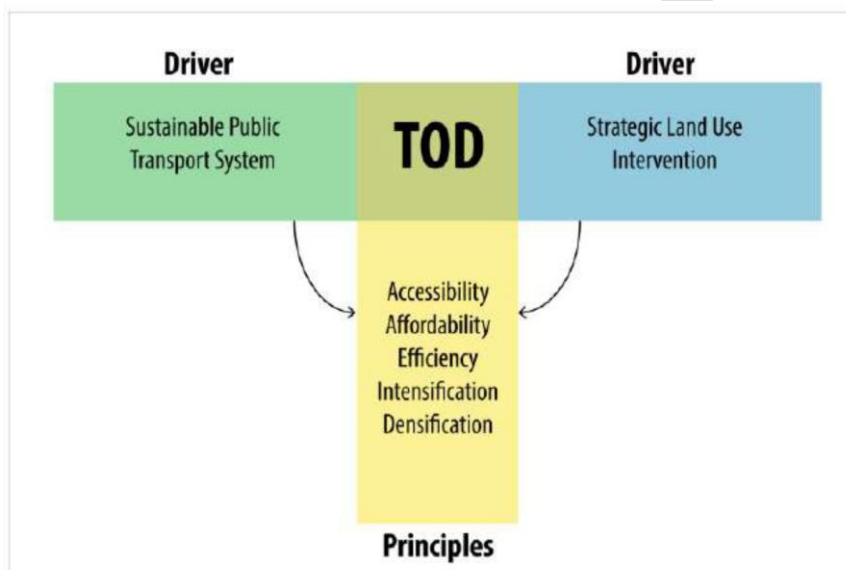 Driver
Driver
Sustainable Public
Transport System
TOD
Strategic Land Use
Intervention
Accessibility
Affordability
Efficiency
Intensification
Densification
Principles